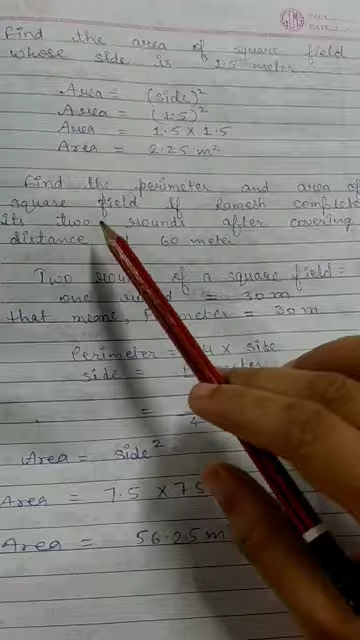 PAGE
Find the area of square field
whose side is 1.5 meter
Area = (side)²
Area = (1.5)²
Area = 1.5 × 1.5
Area = 2.25 m²
Find the perimeter and area of
square field If Ramesh complete
Its two rounds after covering
distance 60 meter
Two rounds of a square field =
one = 30 m
that means, Perimeter = 30 m
Perimeter = 4 × side
side =
= 4
Area = side²
Area = 7.5 × 7.5
Area = 56.25 m